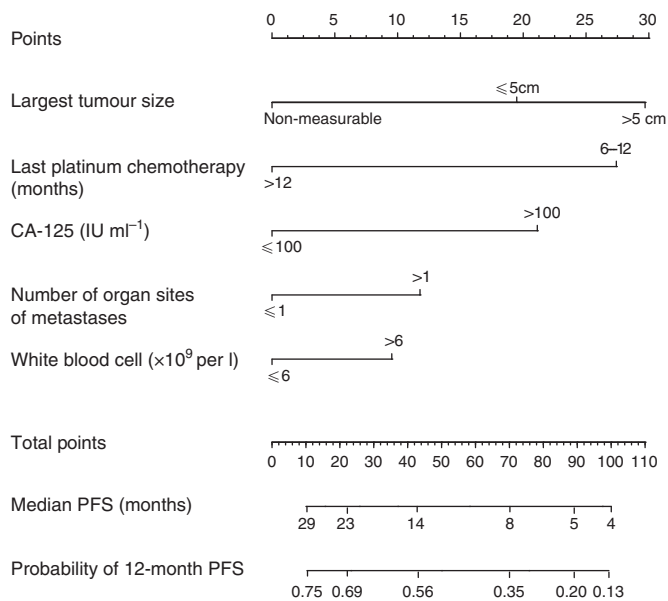 Points
0 5 10 15 20 25 30
≤5cm
Largest tumour size
Non-measurable >5 cm
6–12
Last platinum chemotherapy
(months)
>12
>100
CA-125 (IU ml⁻¹)
≤100
>1
Number of organ sites
of metastases
≤1
>6
White blood cell (×10⁹ per l)
≤6
Total points
0 10 20 30 40 50 60 70 80 90 100 110
Median PFS (months)
29 23 14 8 5 4
Probability of 12-month PFS
0.75 0.69 0.56 0.35 0.20 0.13